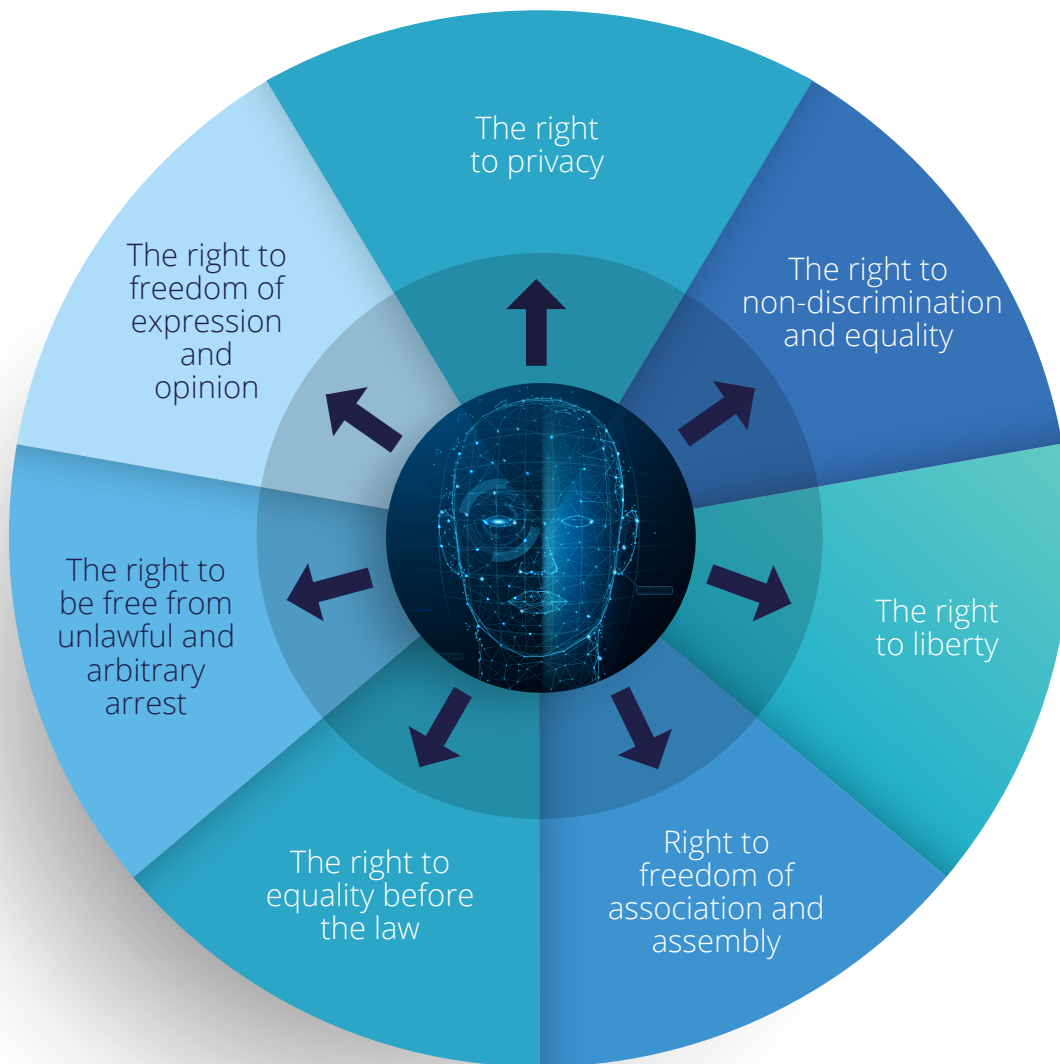 The right
to privacy
The right to
non-discrimination
and equality
The right
to liberty
Right to
freedom of
association and
assembly
The right to
equality before
the law
The right to
be free from
unlawful and
arbitrary
arrest
The right to
freedom of
expression
and
opinion